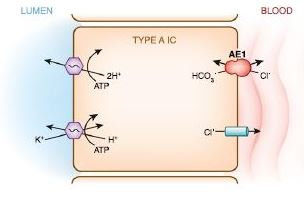 LUMEN
BLOOD
TYPE A IC
AE1
2H⁺
ATP
HCO₃⁻
Cl⁻
K⁺
H⁺
ATP
Cl⁻